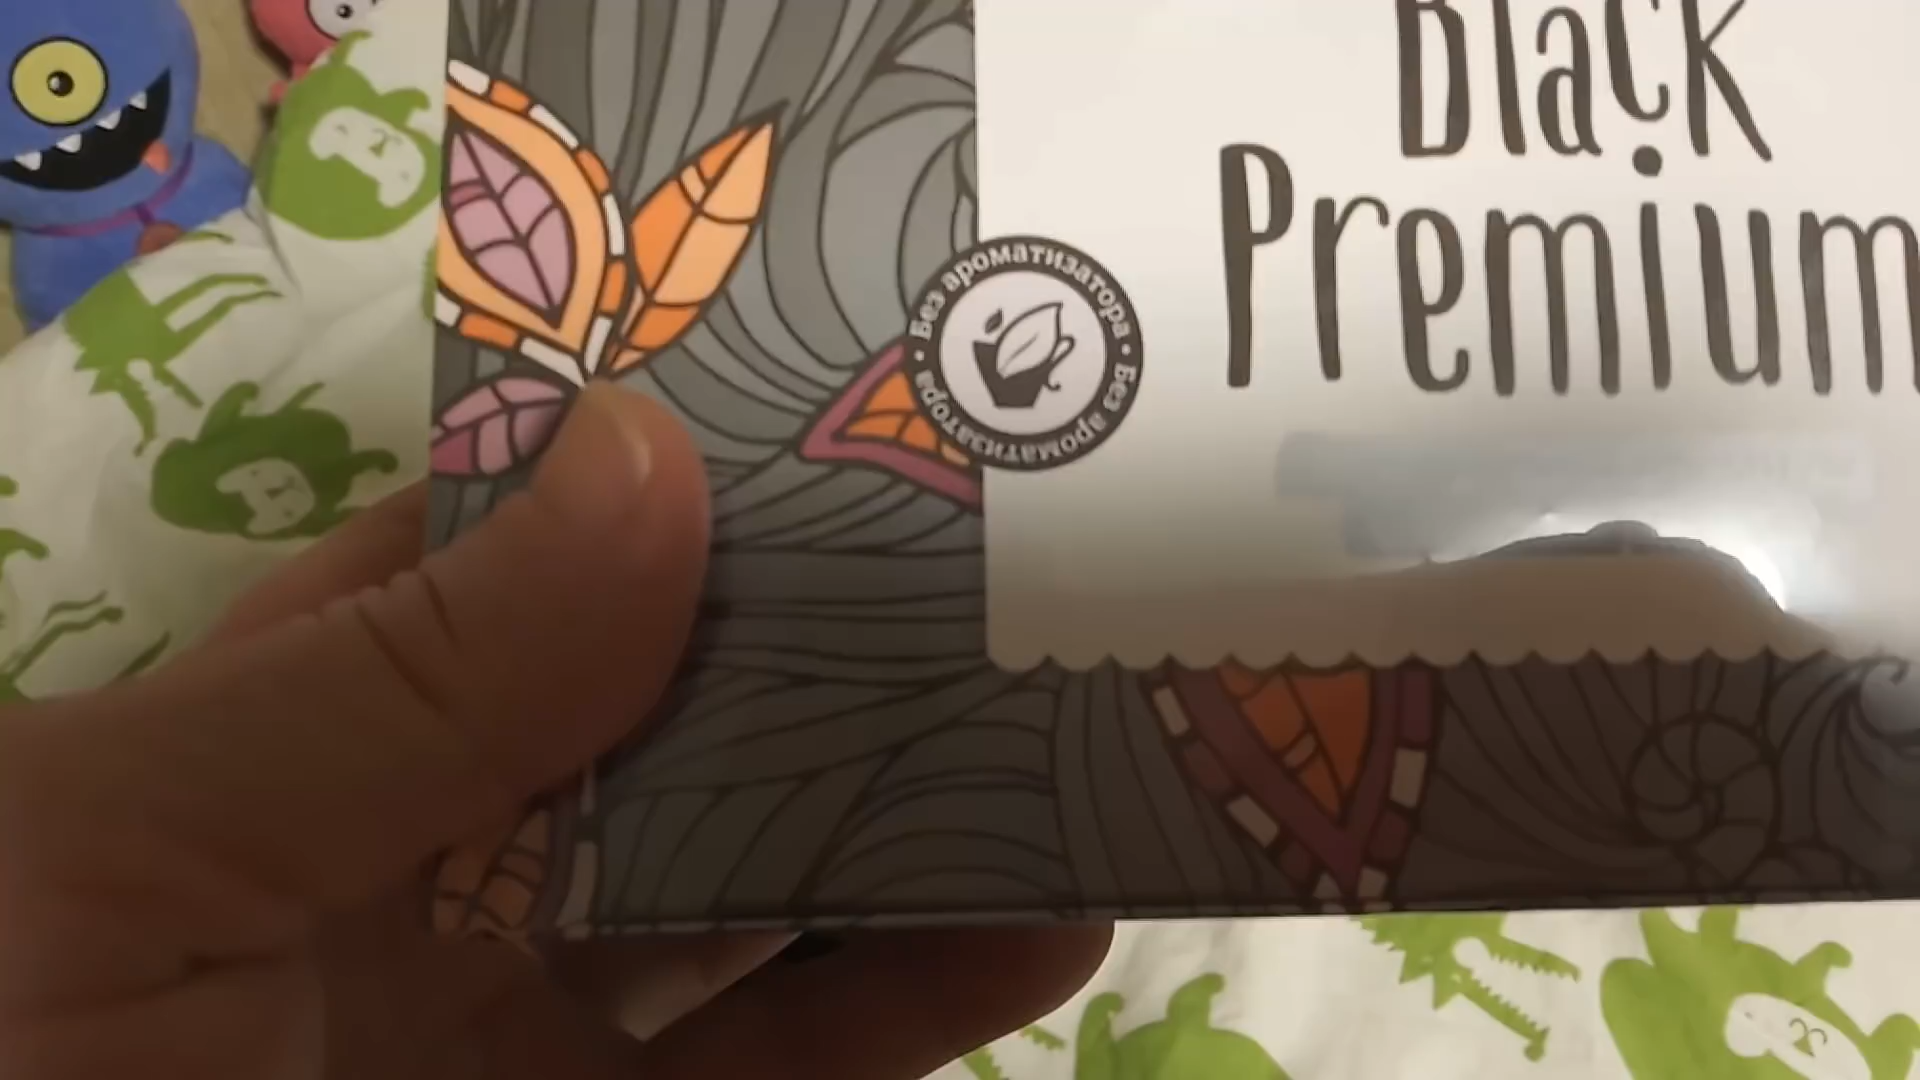 Black
Premium
Без ароматизатора • Без ароматизатора •